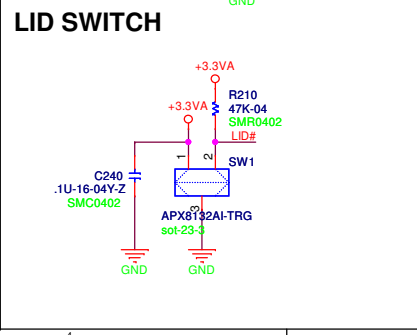 GND
LID SWITCH
+3.3VA
R210
47K-04
SMR0402
+3.3VA
LID#
1
2
SW1
C240
.1U-16-04Y-Z
SMC0402
3
APX8132AI-TRG
sot-23-3
GND
GND